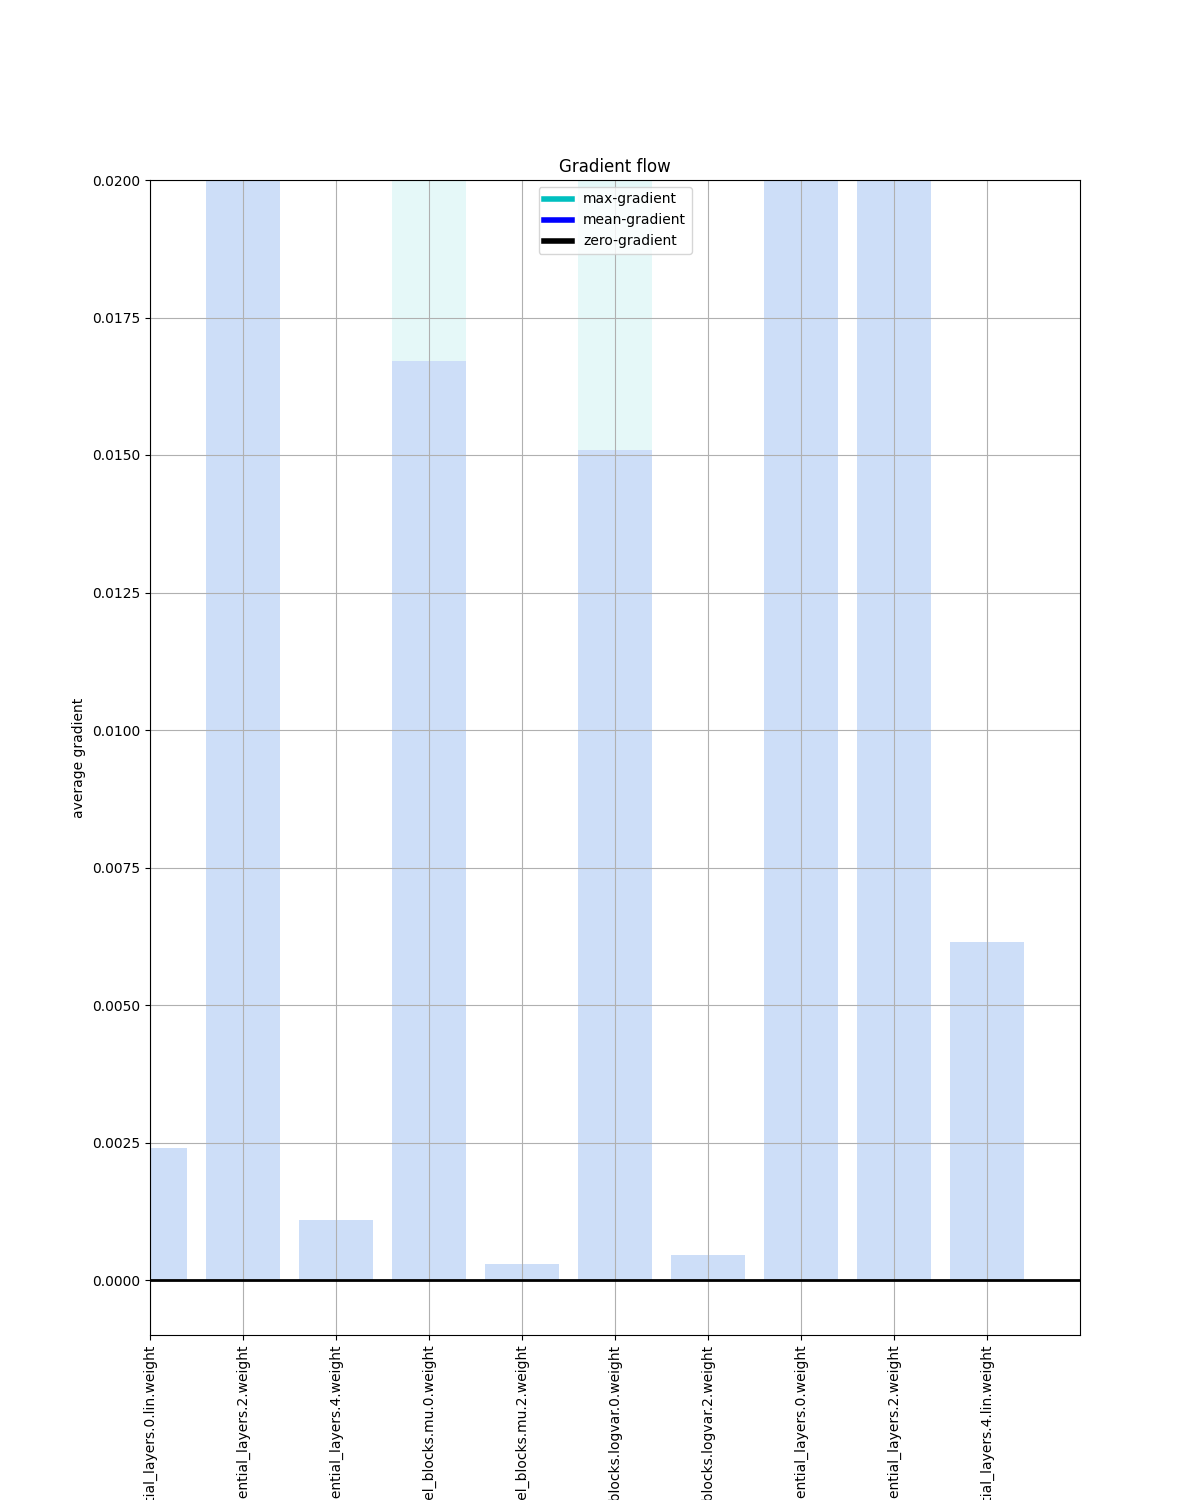 Gradient flow
max-gradient
mean-gradient
zero-gradient
0.0200
0.0175
0.0150
0.0125
0.0100
0.0075
0.0050
0.0025
0.0000
average gradient
tial_layers.0.lin.weight
ential_layers.2.weight
ential_layers.4.weight
el_blocks.mu.0.weight
el_blocks.mu.2.weight
blocks.logvar.0.weight
blocks.logvar.2.weight
ential_layers.0.weight
ential_layers.2.weight
tial_layers.4.lin.weight